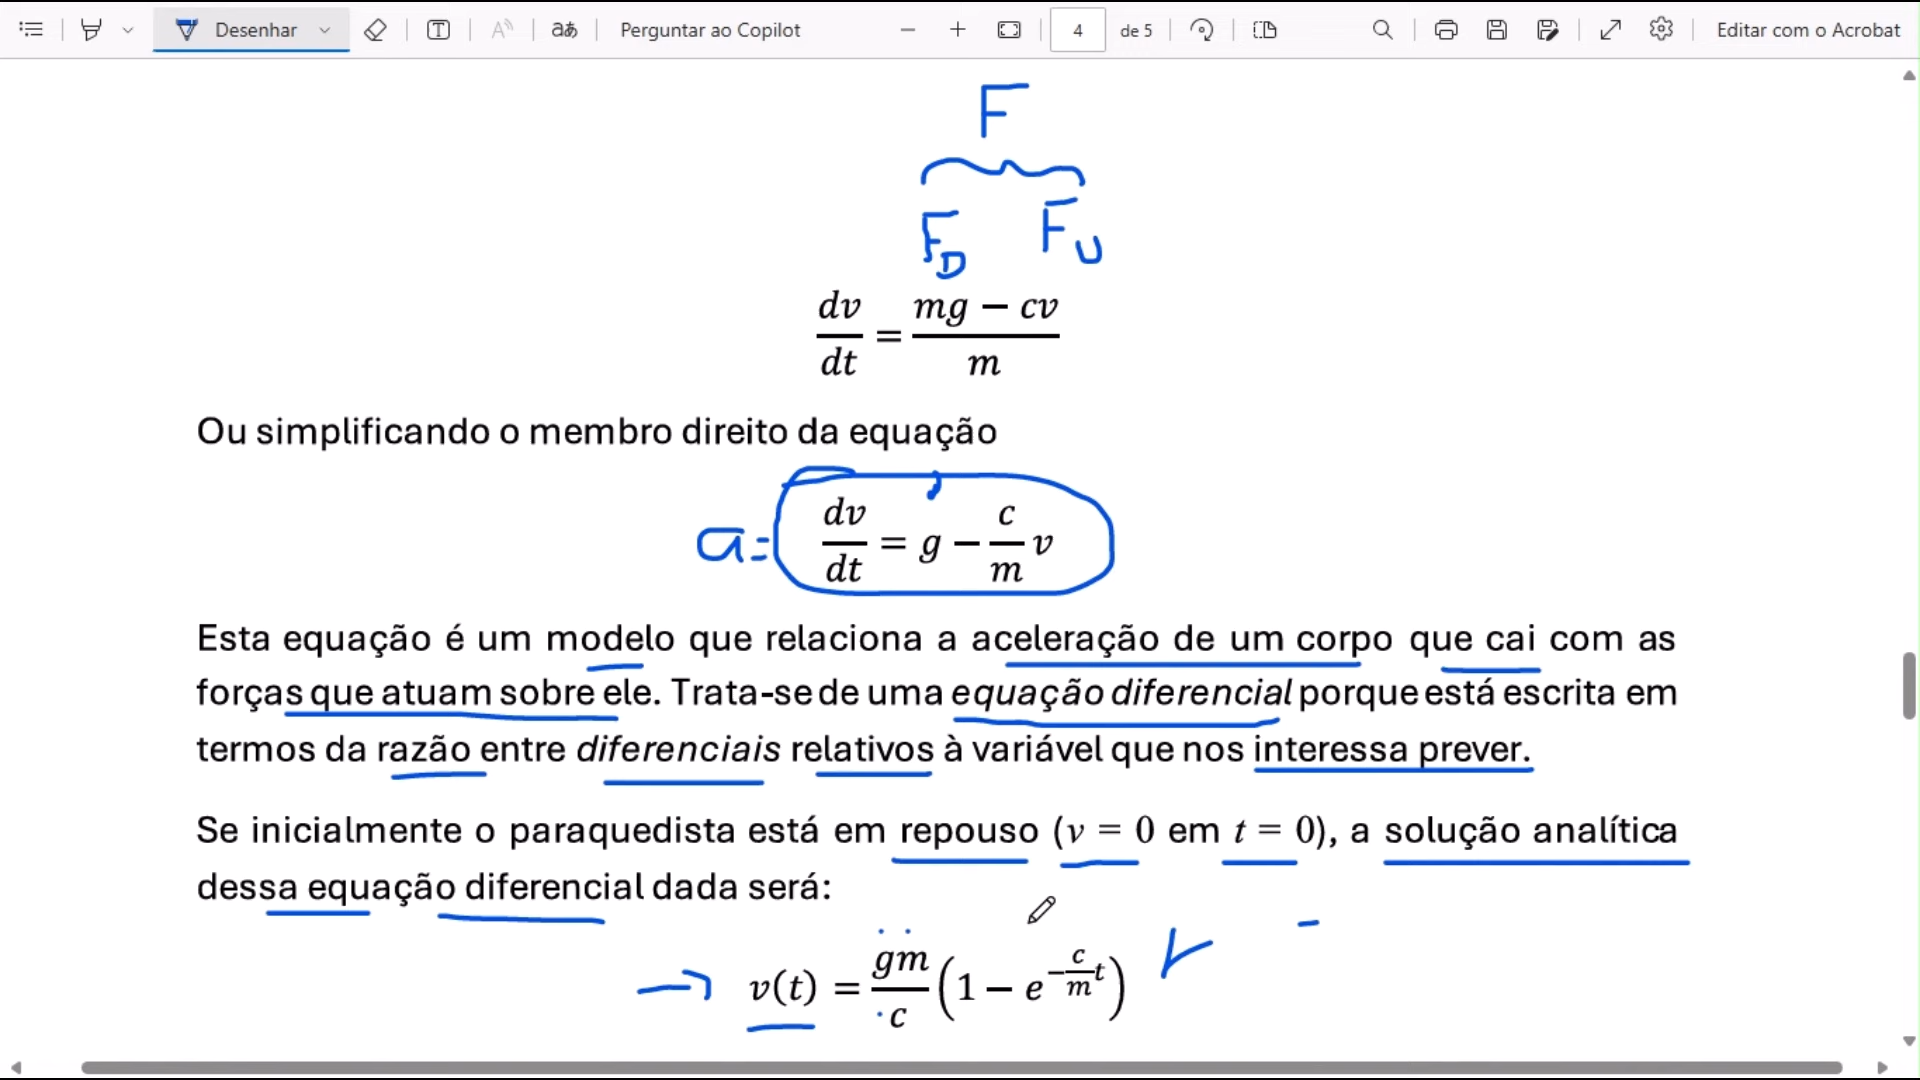 Desenhar
T
A
aあ
Perguntar ao Copilot
4
de 5
Editar com o Acrobat
F
F_D F_U
dv/dt = (mg − cv)/m
Ou simplificando o membro direito da equação
a= dv/dt = g − (c/m) v
Esta equação é um modelo que relaciona a aceleração de um corpo que cai com as
forças que atuam sobre ele. Trata-se de uma equação diferencial porque está escrita em
termos da razão entre diferenciais relativos à variável que nos interessa prever.
Se inicialmente o paraquedista está em repouso (v = 0 em t = 0), a solução analítica
dessa equação diferencial dada será:
→ v(t) = (gm/c) (1 − e^(−(c/m)t))